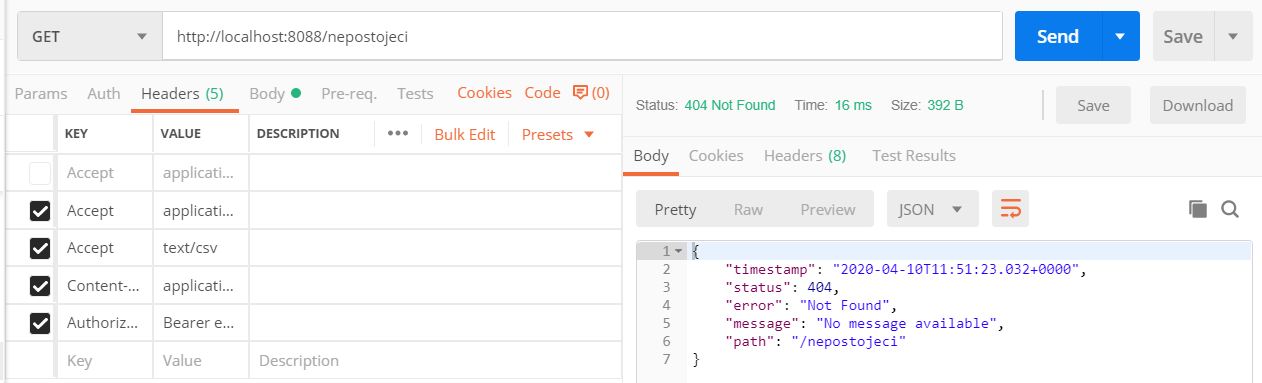 GET http://localhost:8088/nepostojeci Send Save
Params Auth Headers (5) Body Pre-req. Tests Cookies Code (0)
KEY VALUE DESCRIPTION ••• Bulk Edit Presets
Accept applicati...
Accept applicati...
Accept text/csv
Content-... applicati...
Authoriz... Bearer e...
Key Value Description
Status: 404 Not Found Time: 16 ms Size: 392 B Save Download
Body Cookies Headers (8) Test Results
Pretty Raw Preview JSON
1 {
2 "timestamp": "2020-04-10T11:51:23.032+0000",
3 "status": 404,
4 "error": "Not Found",
5 "message": "No message available",
6 "path": "/nepostojeci"
7 }